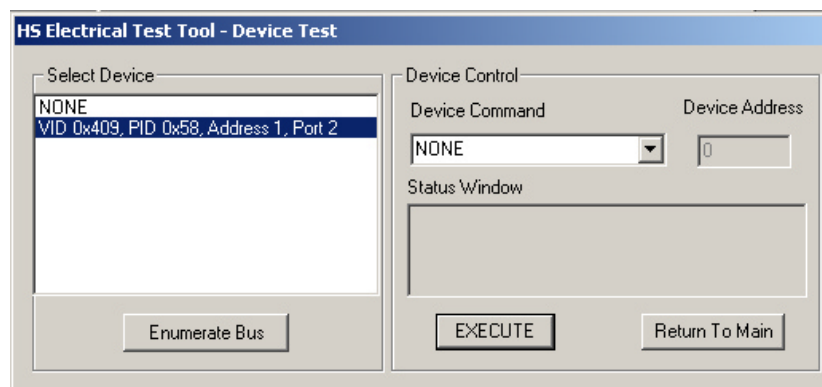 HS Electrical Test Tool - Device Test
Select Device
NONE
VID 0x409, PID 0x58, Address 1, Port 2
Enumerate Bus
Device Control
Device Command
Device Address
NONE
0
Status Window
EXECUTE
Return To Main